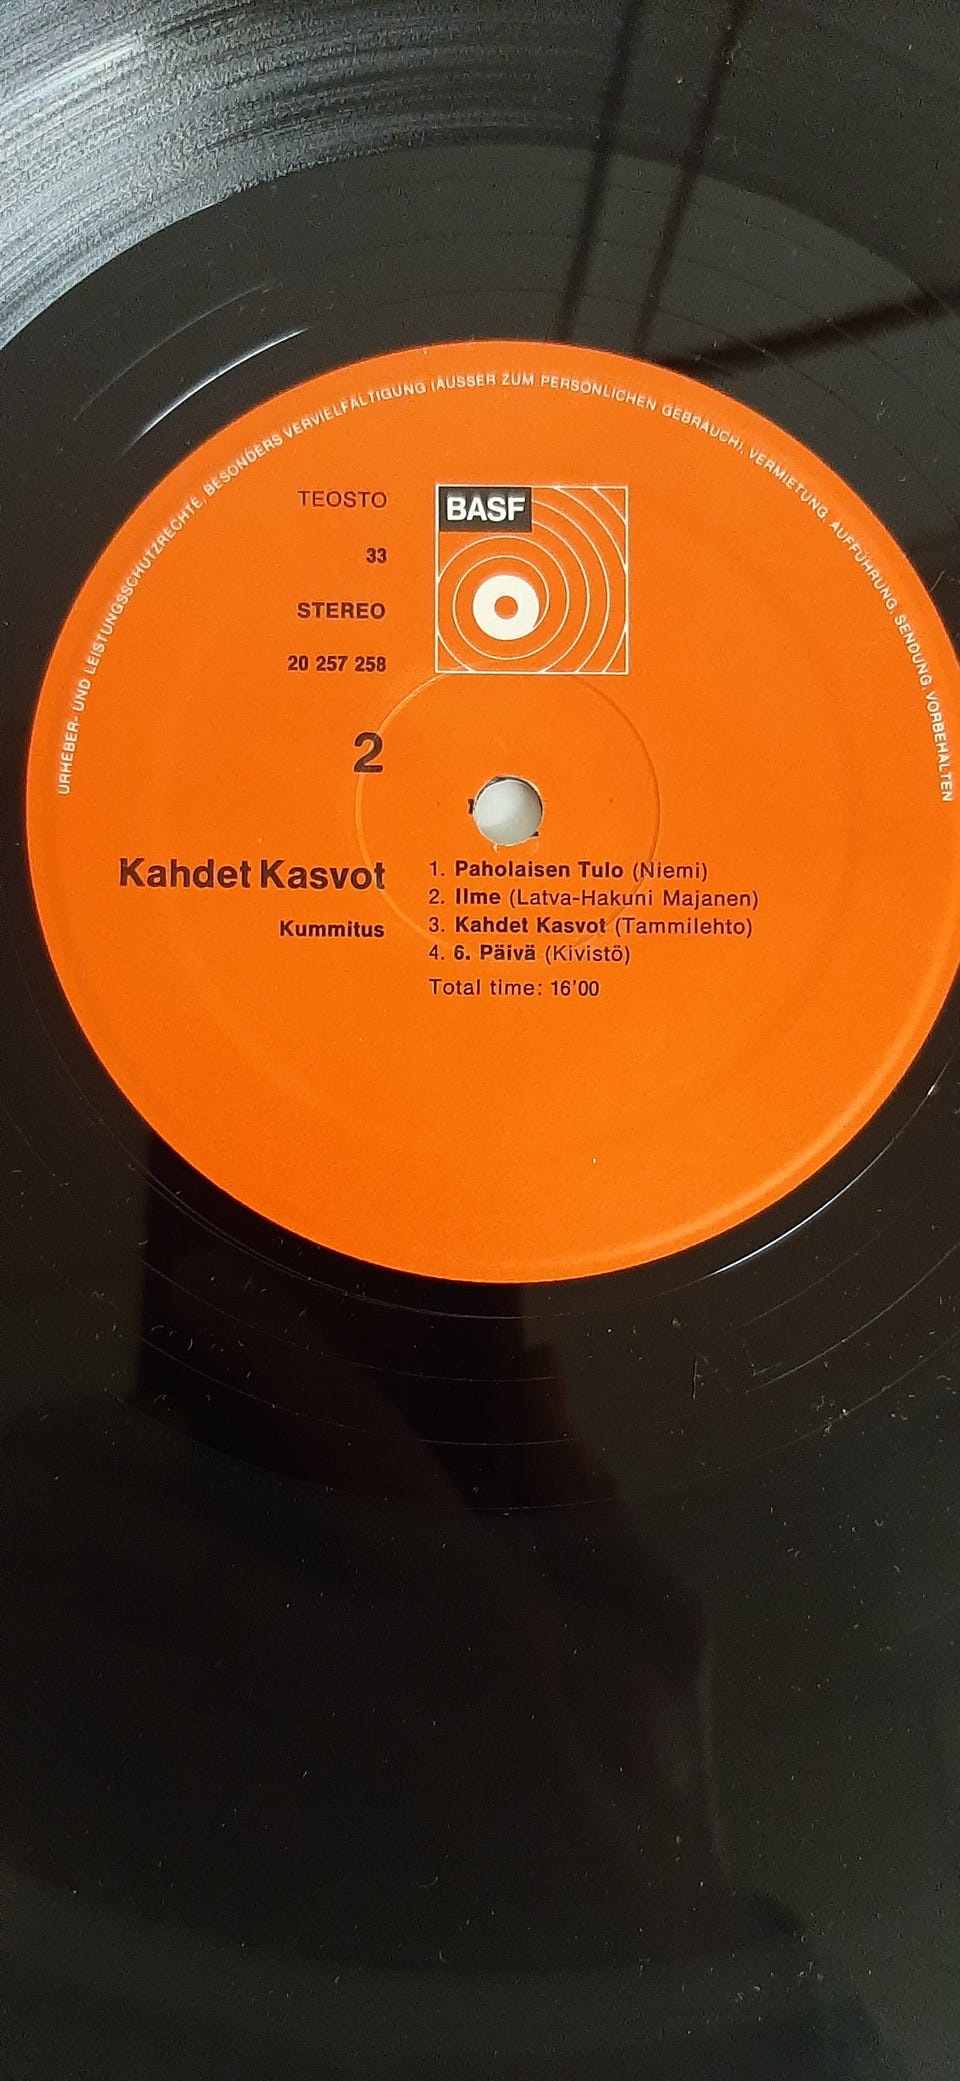 URHEBER- UND LEISTUNGSSCHUTZRECHTE, BESONDERS VERVIELFÄLTIGUNG (AUSSER ZUM PERSÖNLICHEN GEBRAUCH), VERMIETUNG, AUFFÜHRUNG, SENDUNG, VORBEHALTEN
TEOSTO
BASF
33
STEREO
20 257 258
2
Kahdet Kasvot
Kummitus
1. Paholaisen Tulo (Niemi)
2. Ilme (Latva-Hakuni Majanen)
3. Kahdet Kasvot (Tammilehto)
4. 6. Päivä (Kivistö)
Total time: 16'00